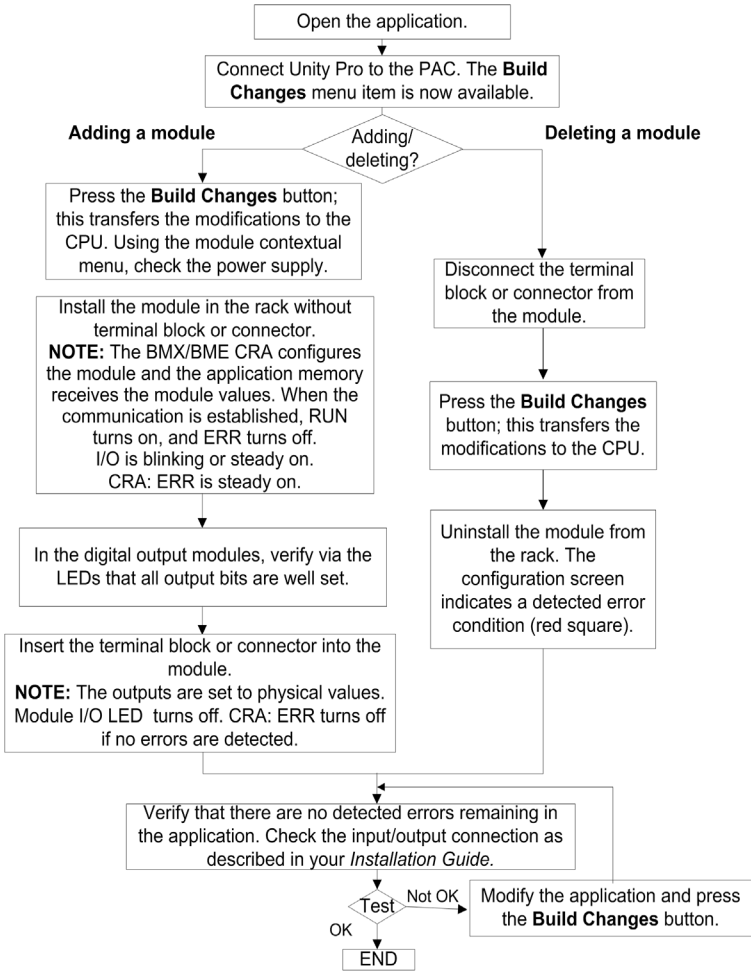 Open the application.
Connect Unity Pro to the PAC. The Build
Changes menu item is now available.
Adding a module
Adding/
deleting?
Deleting a module
Press the Build Changes button;
this transfers the modifications to the
CPU. Using the module contextual
menu, check the power supply.
Install the module in the rack without
terminal block or connector.
NOTE: The BMX/BME CRA configures
the module and the application memory
receives the module values. When the
communication is established, RUN
turns on, and ERR turns off.
I/O is blinking or steady on.
CRA: ERR is steady on.
In the digital output modules, verify via the
LEDs that all output bits are well set.
Insert the terminal block or connector into the
module.
NOTE: The outputs are set to physical values.
Module I/O LED turns off. CRA: ERR turns off
if no errors are detected.
Disconnect the terminal
block or connector from
the module.
Press the Build Changes
button; this transfers the
modifications to the CPU.
Uninstall the module from
the rack. The
configuration screen
indicates a detected error
condition (red square).
Verify that there are no detected errors remaining in
the application. Check the input/output connection as
described in your Installation Guide.
Test
Not OK
Modify the application and press
the Build Changes button.
OK
END